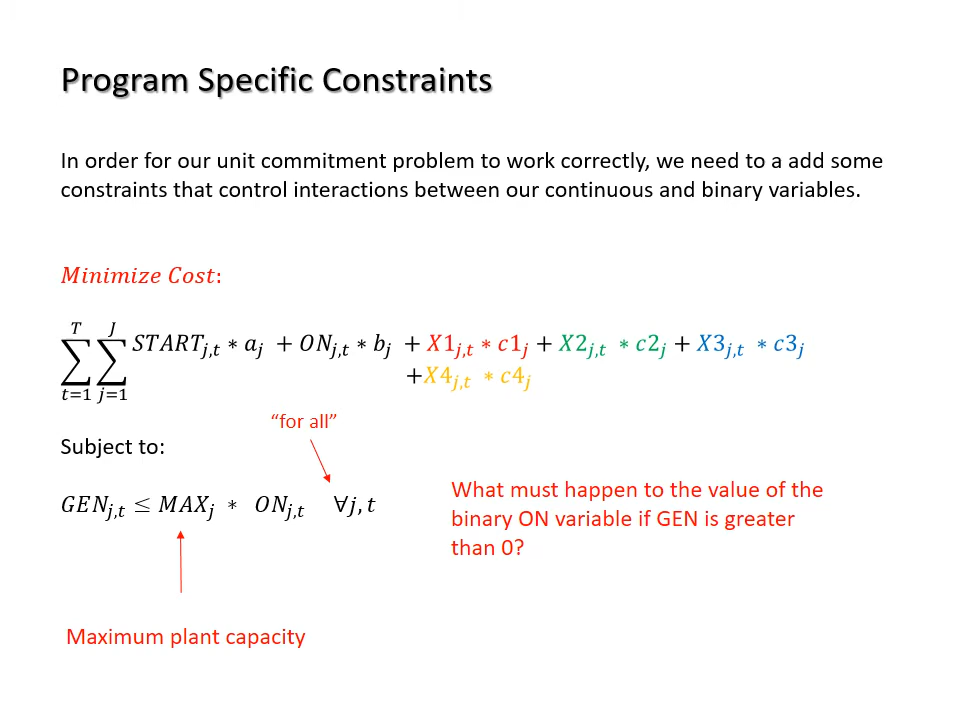 Program Specific Constraints
In order for our unit commitment problem to work correctly, we need to a add some
constraints that control interactions between our continuous and binary variables.
Minimize Cost:
∑_{t=1}^{T} ∑_{j=1}^{J} START_{j,t} * a_j + ON_{j,t} * b_j + X1_{j,t} * c1_j + X2_{j,t} * c2_j + X3_{j,t} * c3_j
+X4_{j,t} * c4_j
“for all”
Subject to:
GEN_{j,t} ≤ MAX_j * ON_{j,t} ∀j, t
What must happen to the value of the
binary ON variable if GEN is greater
than 0?
Maximum plant capacity